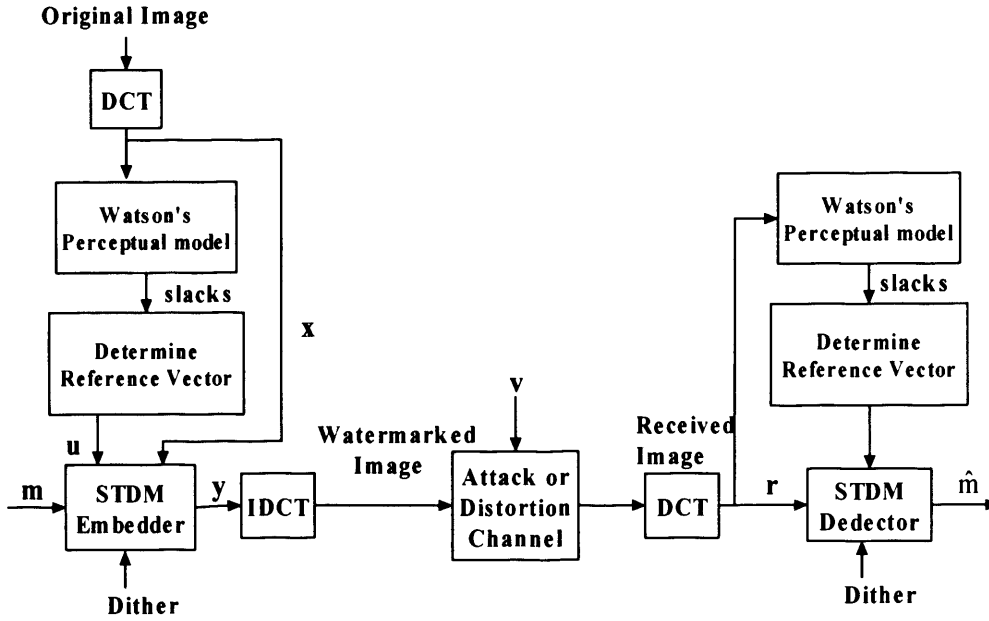 Original Image
DCT
Watson's
Perceptual model
slacks
Determine
Reference Vector
x
u
m
STDM
Embedder
Dither
y
IDCT
Watermarked
Image
v
Attack or
Distortion
Channel
Received
Image
DCT
r
Watson's
Perceptual model
slacks
Determine
Reference Vector
STDM
Dedector
m̂
Dither